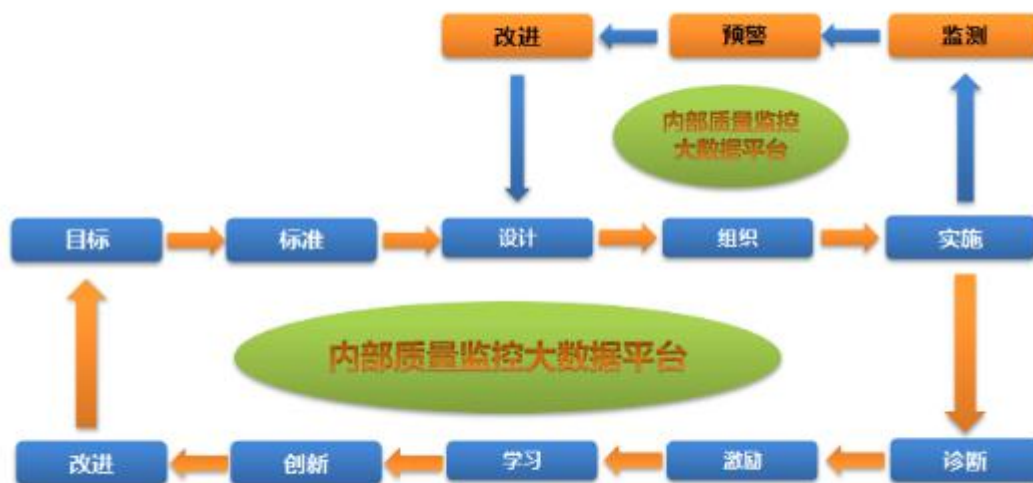 改进
预警
监测
内部质量监控
大数据平台
目标
标准
设计
组织
实施
内部质量监控大数据平台
改进
创新
学习
激励
诊断